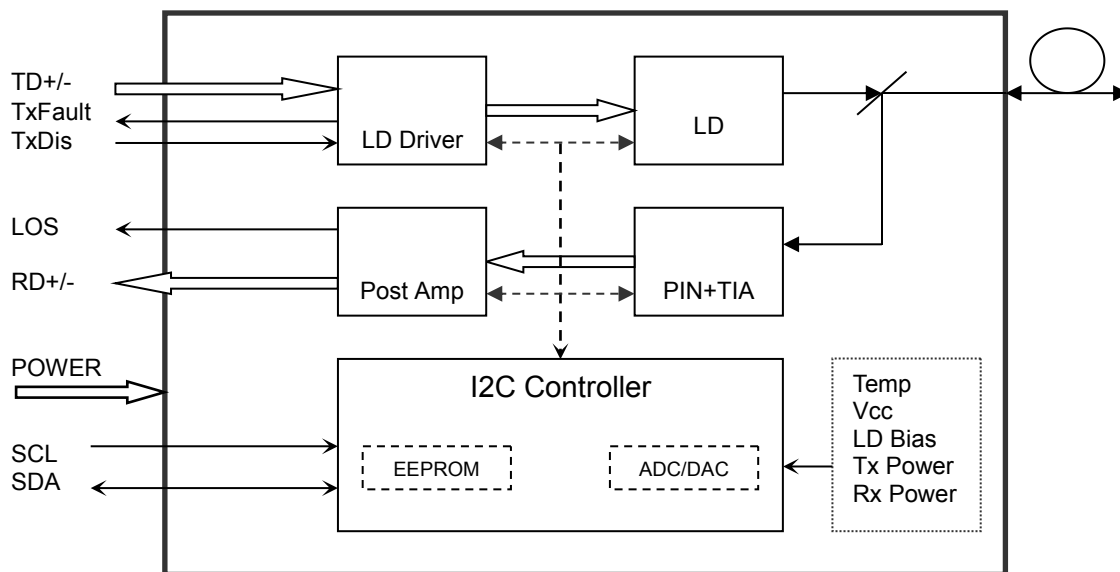 TD+/-
TxFault
TxDis
LD Driver
LD
LOS
RD+/-
Post Amp
PIN+TIA
POWER
SCL
SDA
I2C Controller
EEPROM
ADC/DAC
Temp
Vcc
LD Bias
Tx Power
Rx Power